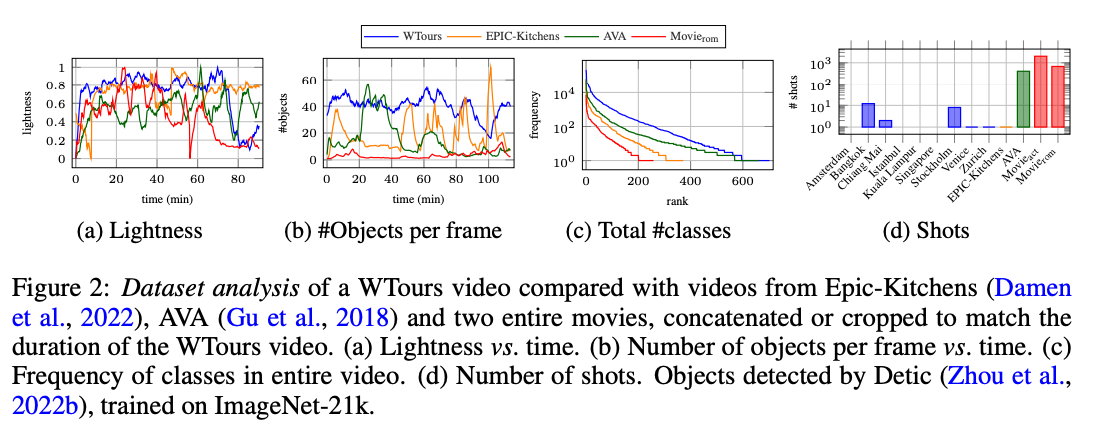 WTours EPIC-Kitchens AVA Movie_rom
1
0.8
0.6
0.4
0.2
0
lightness
0 20 40 60 80
time (min)
(a) Lightness
60
40
20
0
#objects
0 20 40 60 80 100
time (min)
(b) #Objects per frame
10^4
10^2
10^0
frequency
0 200 400 600
rank
(c) Total #classes
10^3
10^2
10^1
10^0
# shots
Amsterdam
Bangkok
Chiang Mai
Istanbul
Kuala Lampur
Singapore
Stockholm
Venice
Zurich
EPIC-Kitchens
AVA
Movie_act
Movie_rom
(d) Shots
Figure 2: Dataset analysis of a WTours video compared with videos from Epic-Kitchens (Damen
et al., 2022), AVA (Gu et al., 2018) and two entire movies, concatenated or cropped to match the
duration of the WTours video. (a) Lightness vs. time. (b) Number of objects per frame vs. time. (c)
Frequency of classes in entire video. (d) Number of shots. Objects detected by Detic (Zhou et al.,
2022b), trained on ImageNet-21k.